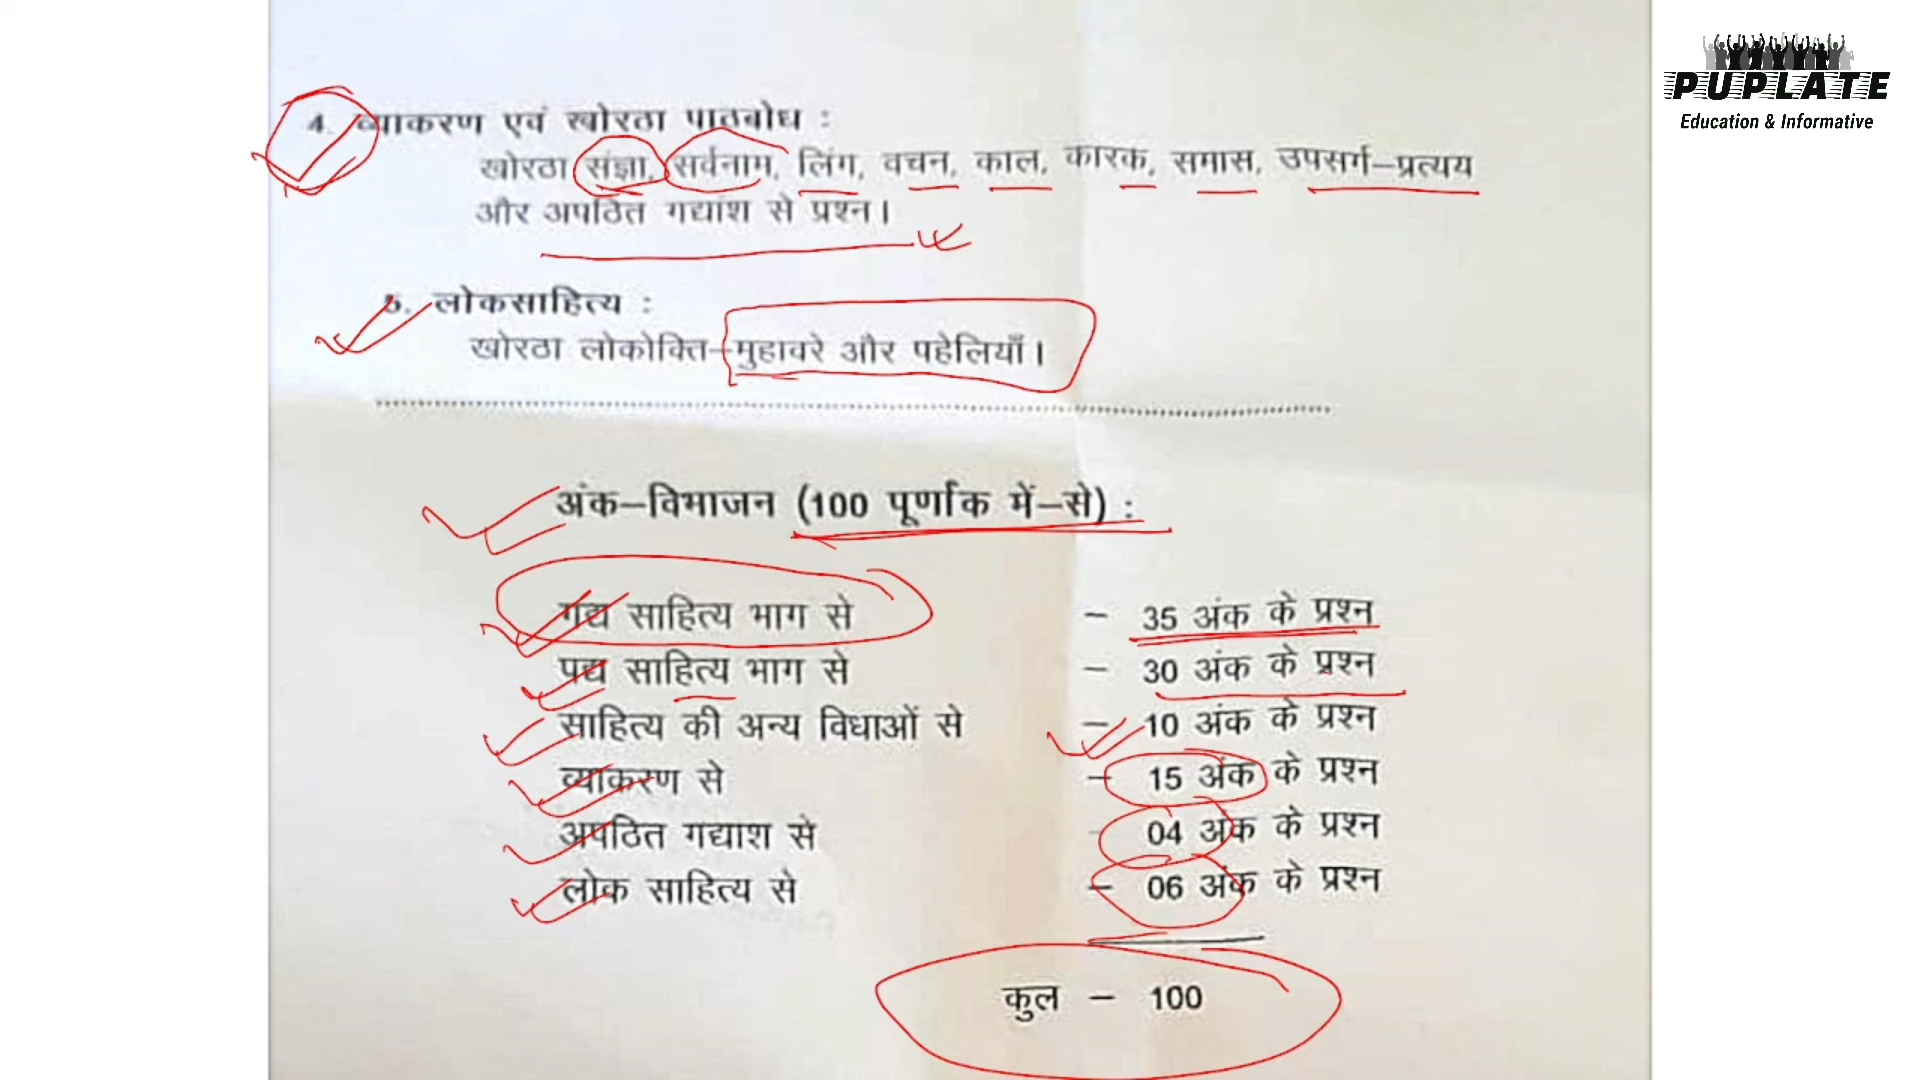 PUPLATE
Education & Informative
4. व्याकरण एवं खोरठा पाठबोध :
खोरठा संज्ञा, सर्वनाम, लिंग, वचन, काल, कारक, समास, उपसर्ग–प्रत्यय
और अपठित गद्यांश से प्रश्न।
5. लोकसाहित्य :
खोरठा लोकोक्ति–मुहावरे और पहेलियाँ।
अंक–विभाजन (100 पूर्णांक में–से) :
गद्य साहित्य भाग से – 35 अंक के प्रश्न
पद्य साहित्य भाग से – 30 अंक के प्रश्न
साहित्य की अन्य विधाओं से – 10 अंक के प्रश्न
व्याकरण से – 15 अंक के प्रश्न
अपठित गद्याश से - 04 अंक के प्रश्न
लोक साहित्य से – 06 अंक के प्रश्न
कुल – 100